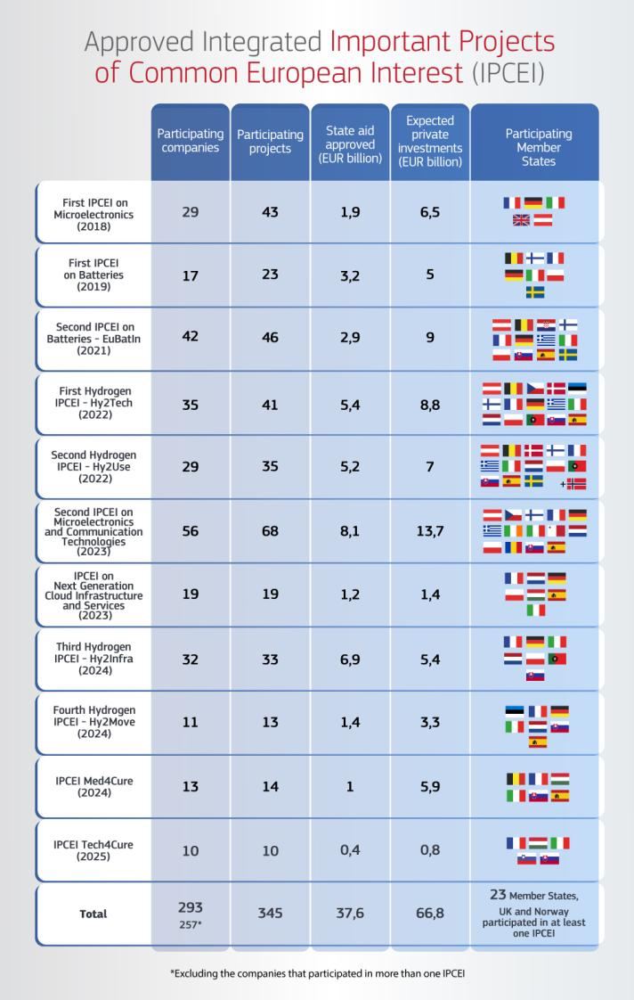 Approved Integrated Important Projects
of Common European Interest (IPCEI)
Participating
companies
Participating
projects
State aid
approved
(EUR billion)
Expected
private
investments
(EUR billion)
Participating
Member
States
First IPCEI on
Microelectronics
(2018)
29
43
1,9
6,5
First IPCEI
on Batteries
(2019)
17
23
3,2
5
Second IPCEI on
Batteries - EuBatIn
(2021)
42
46
2,9
9
First Hydrogen
IPCEI - Hy2Tech
(2022)
35
41
5,4
8,8
Second Hydrogen
IPCEI - Hy2Use
(2022)
29
35
5,2
7
+
Second IPCEI on
Microelectronics
and Communication
Technologies
(2023)
56
68
8,1
13,7
IPCEI on
Next Generation
Cloud Infrastructure
and Services
(2023)
19
19
1,2
1,4
Third Hydrogen
IPCEI - Hy2Infra
(2024)
32
33
6,9
5,4
Fourth Hydrogen
IPCEI - Hy2Move
(2024)
11
13
1,4
3,3
IPCEI Med4Cure
(2024)
13
14
1
5,9
IPCEI Tech4Cure
(2025)
10
10
0,4
0,8
Total
293
257*
345
37,6
66,8
23 Member States,
UK and Norway
participated in at least
one IPCEI
*Excluding the companies that participated in more than one IPCEI